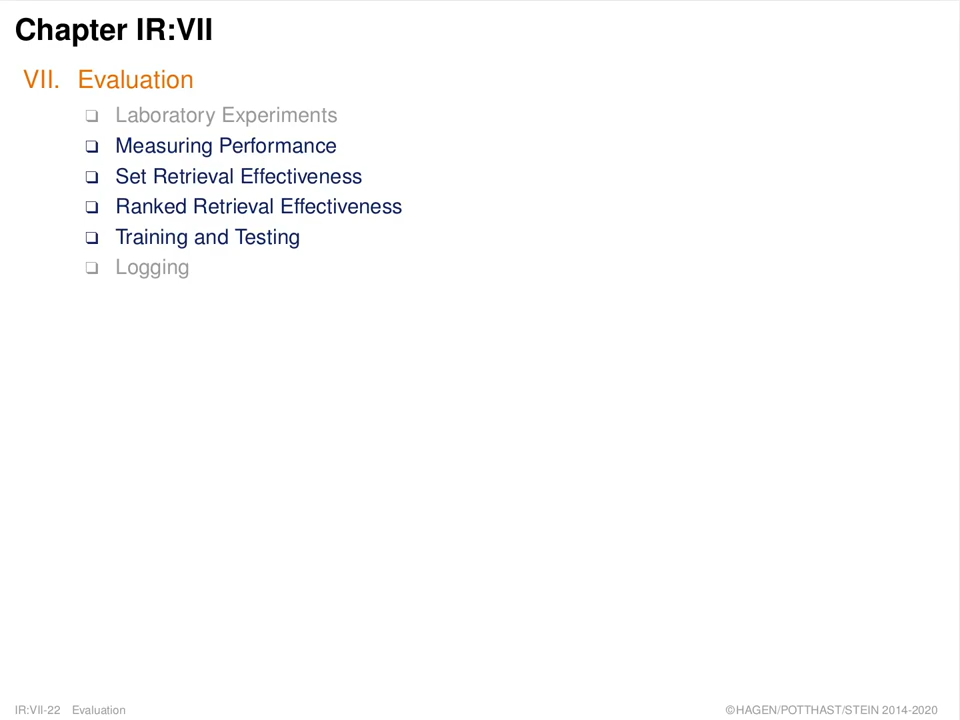 Chapter IR:VII
VII. Evaluation
❏ Laboratory Experiments
❏ Measuring Performance
❏ Set Retrieval Effectiveness
❏ Ranked Retrieval Effectiveness
❏ Training and Testing
❏ Logging
IR:VII-22 Evaluation
©HAGEN/POTTHAST/STEIN 2014-2020